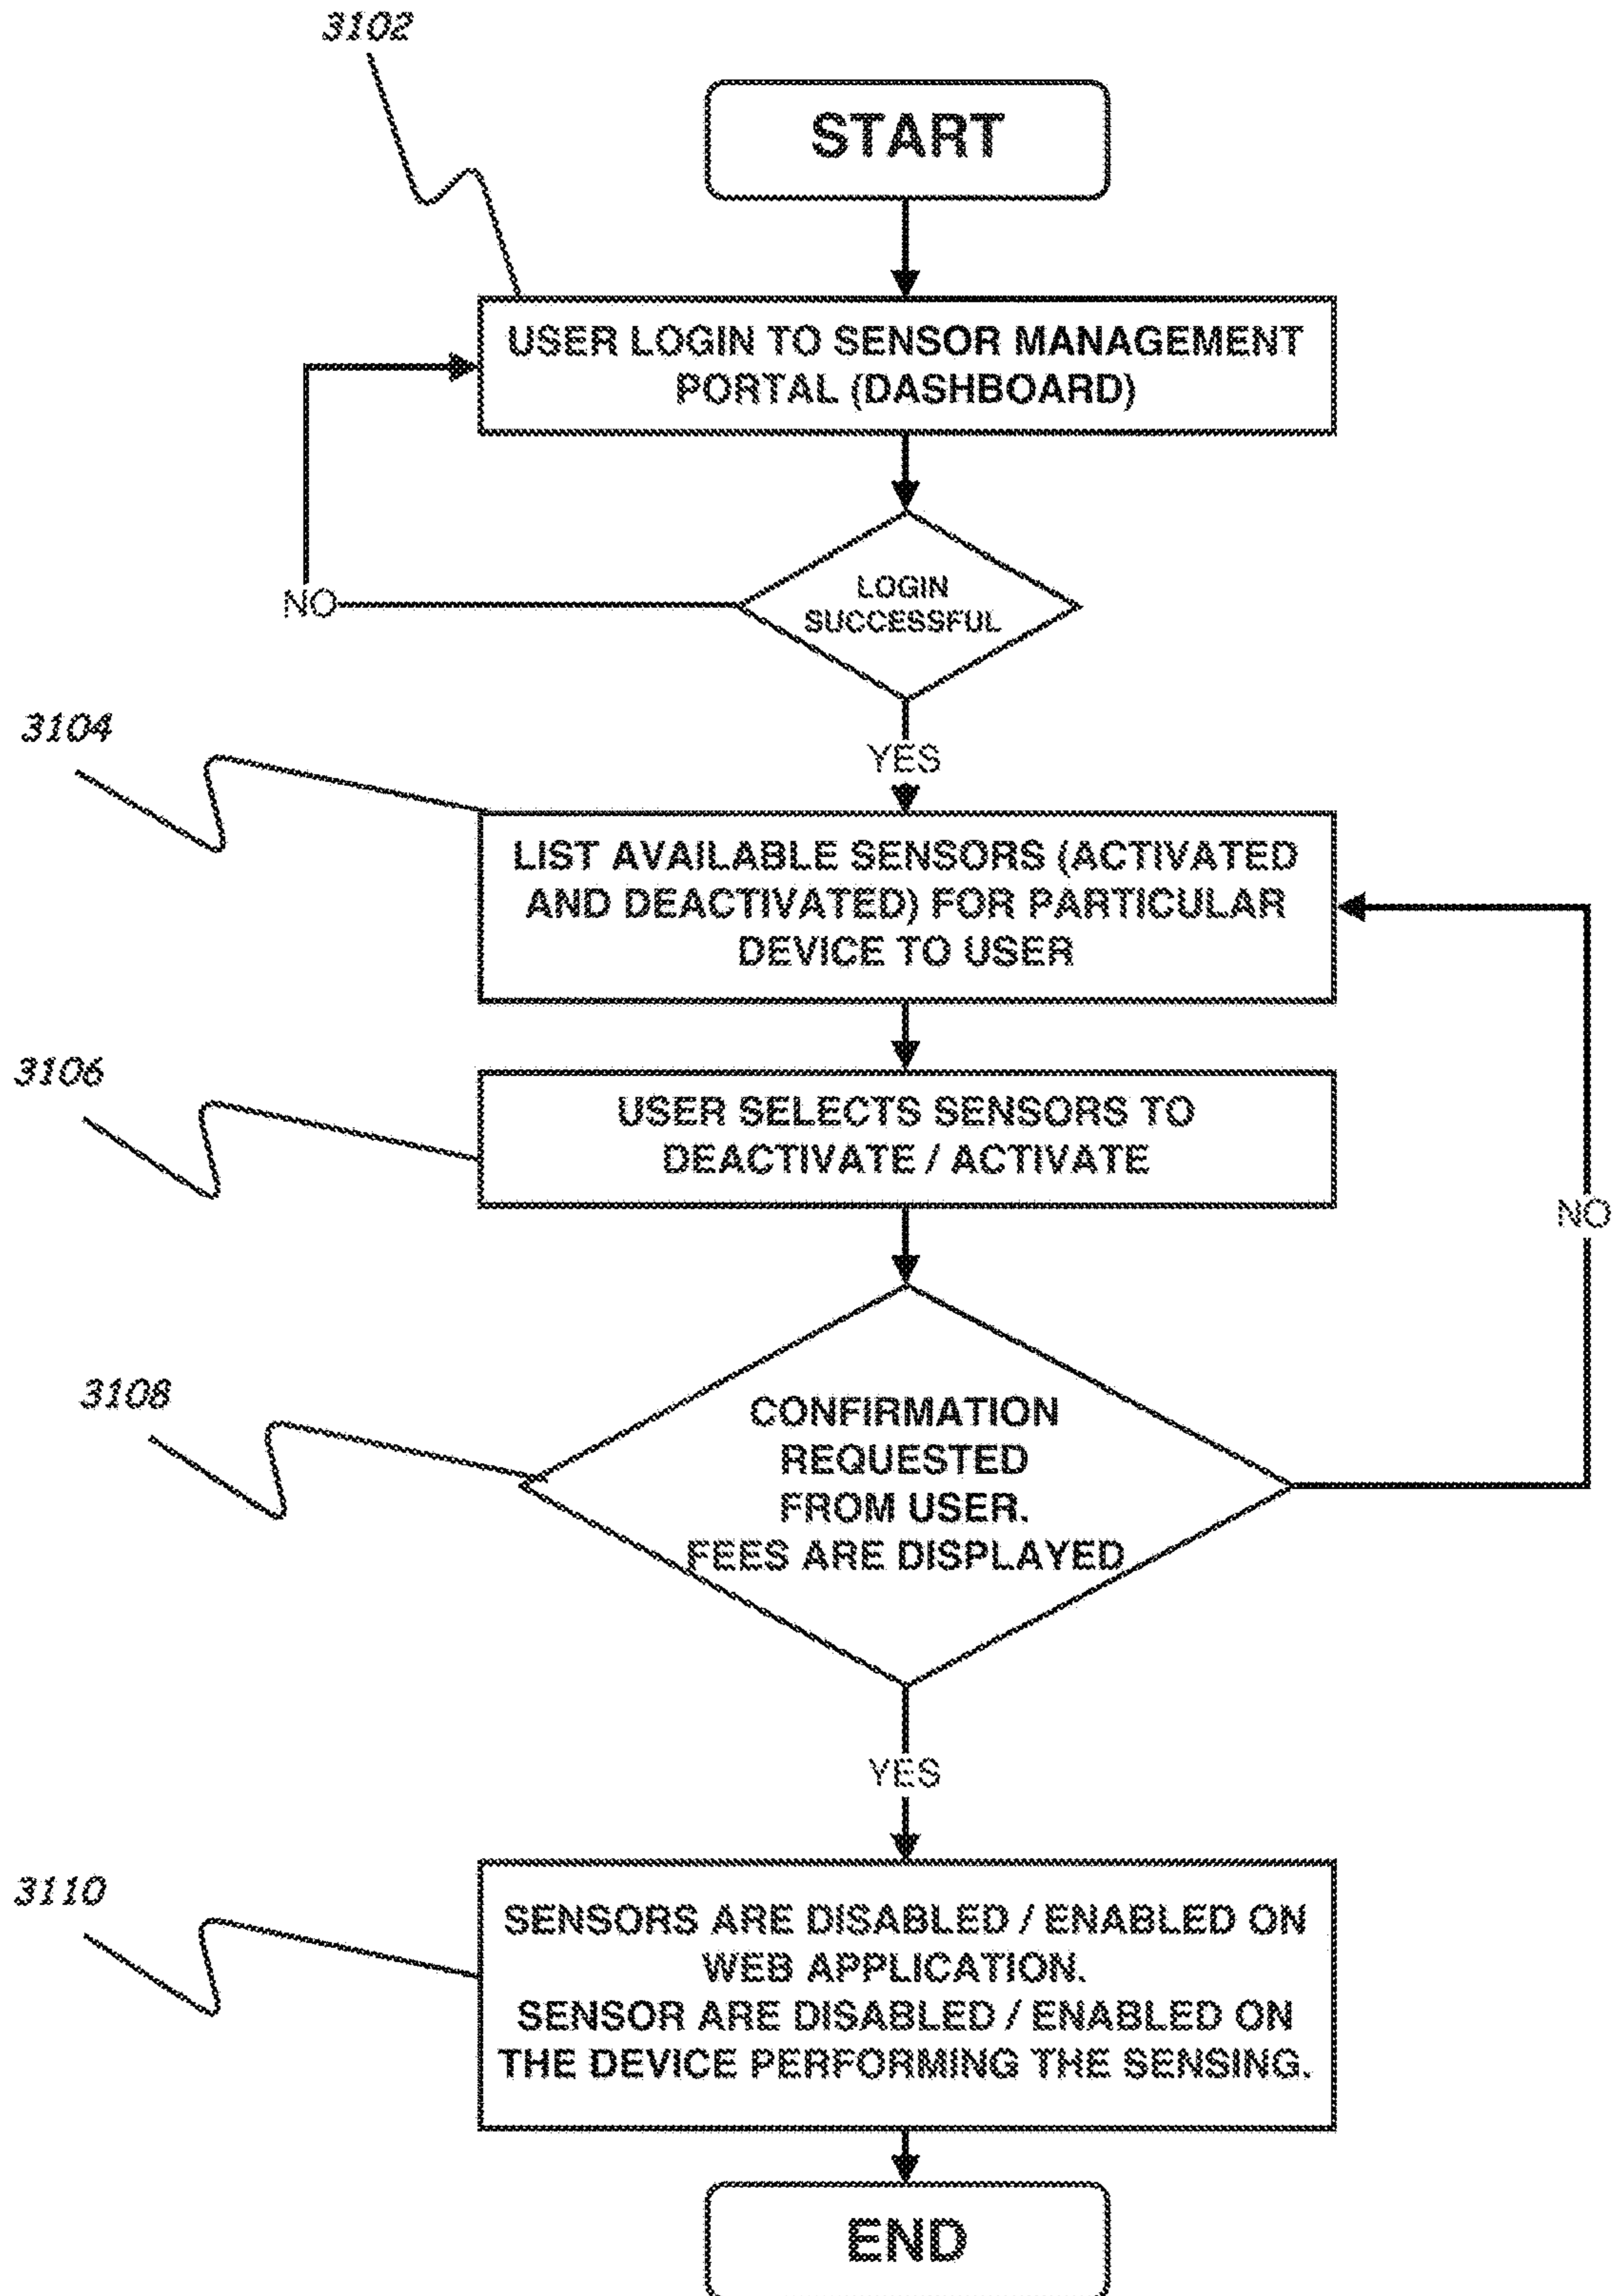 3102
START
USER LOGIN TO SENSOR MANAGEMENT
PORTAL (DASHBOARD)
LOGIN
SUCCESSFUL
NO
YES
3104
LIST AVAILABLE SENSORS (ACTIVATED
AND DEACTIVATED) FOR PARTICULAR
DEVICE TO USER
3106
USER SELECTS SENSORS TO
DEACTIVATE / ACTIVATE
NO
3108
CONFIRMATION
REQUESTED
FROM USER.
FEES ARE DISPLAYED
YES
3110
SENSORS ARE DISABLED / ENABLED ON
WEB APPLICATION.
SENSOR ARE DISABLED / ENABLED ON
THE DEVICE PERFORMING THE SENSING.
END